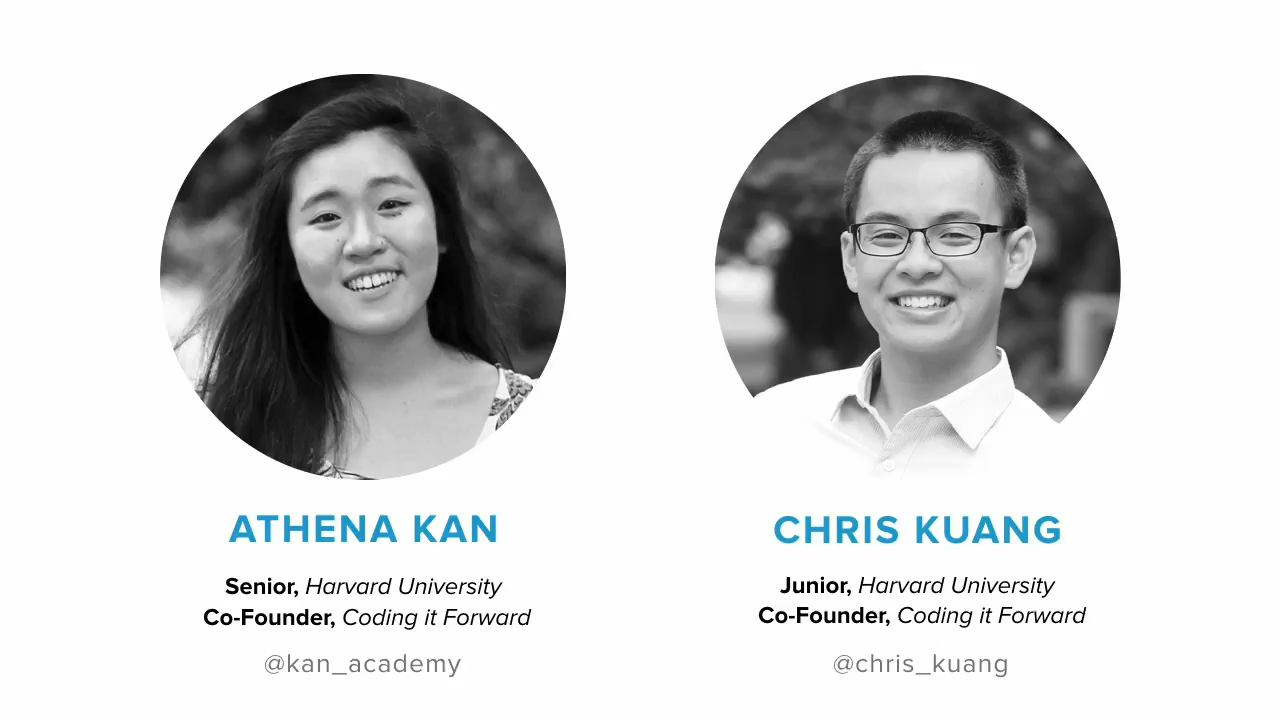 ATHENA KAN
Senior, Harvard University
Co-Founder, Coding it Forward
@kan_academy
CHRIS KUANG
Junior, Harvard University
Co-Founder, Coding it Forward
@chris_kuang